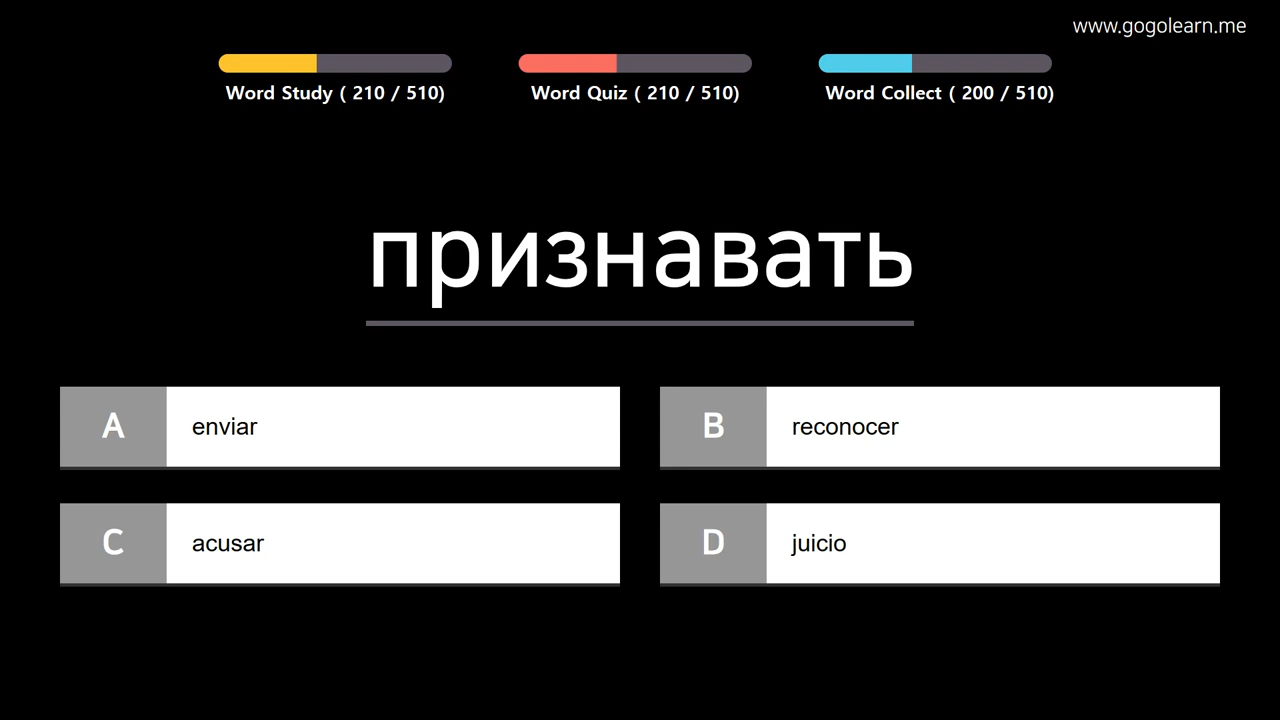 www.gogolearn.me
Word Study ( 210 / 510)
Word Quiz ( 210 / 510)
Word Collect ( 200 / 510)
признавать
A enviar
B reconocer
C acusar
D juicio